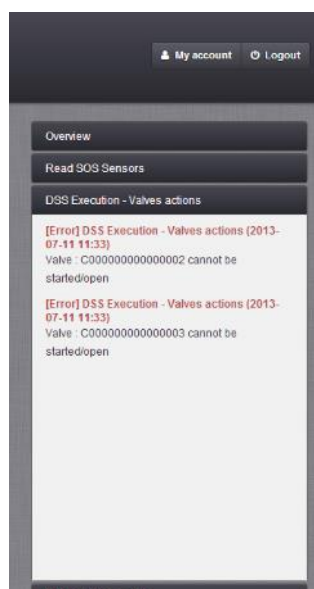 My account Logout
Overview
Read SOS Sensors
DSS Execution - Valves actions
[Error] DSS Execution - Valves actions (2013-
07-11 11:33)
Valve : C000000000000002 cannot be
started/open
[Error] DSS Execution - Valves actions (2013-
07-11 11:33)
Valve : C000000000000003 cannot be
started/open